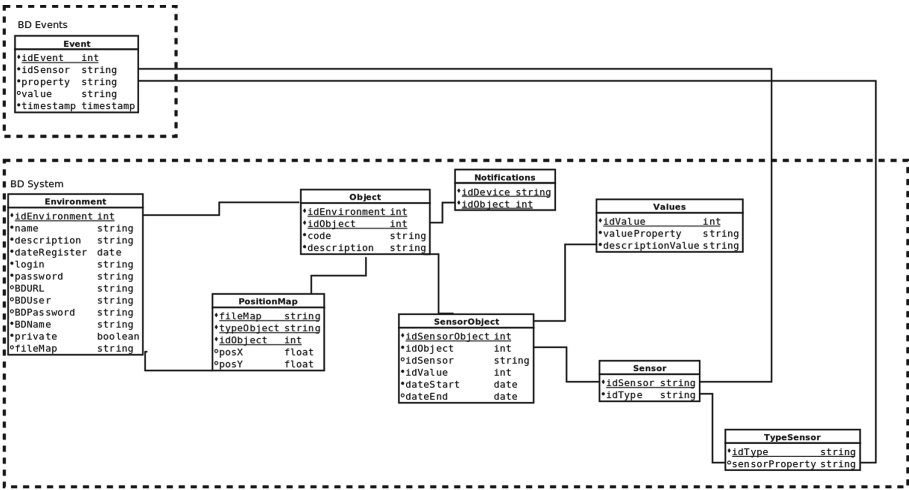 BD Events
Event
idEvent int
idSensor string
property string
value string
timestamp timestamp
BD System
Environment
idEnvironment int
name string
description string
dateRegister date
login string
password string
BDURL string
BDUser string
BDPassword string
BDName string
private boolean
fileMap string
Object
idEnvironment int
idObject int
code string
description string
Notifications
idDevice string
idObject int
Values
idValue int
valueProperty string
descriptionValue string
PositionMap
fileMap string
typeObject string
idObject int
posX float
posY float
SensorObject
idSensorObject int
idObject int
idSensor string
idValue int
dateStart date
dateEnd date
Sensor
idSensor string
idType string
TypeSensor
idType string
sensorProperty string